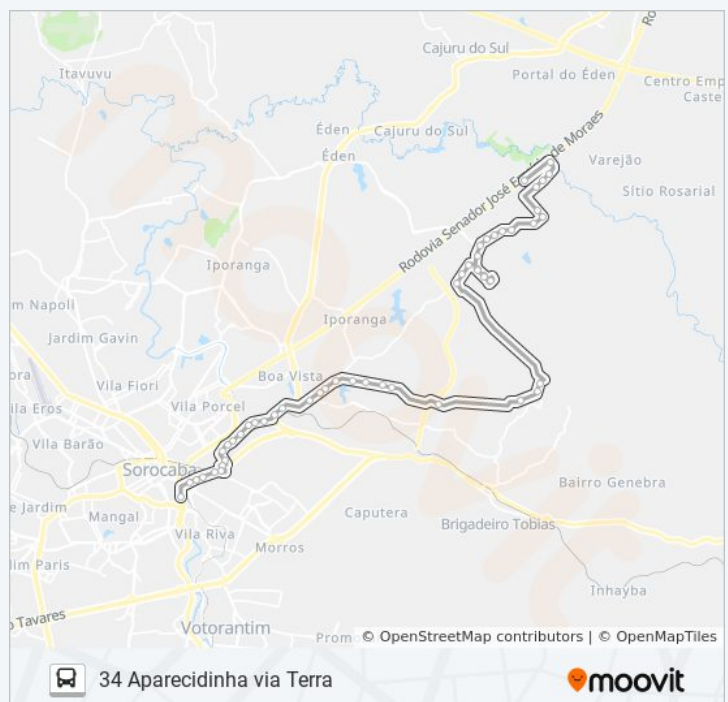 Itavuvu
Cajuru do Sul
Portal do Éden
Centro Emp
Caste
Éden
Cajuru do Sul
Éden
Rodovia Senador José E
de Moraes
Varejão
Sítio Rosarial
Iporanga
m Napoli
Iporanga
Jardim Gavin
Vila Fiori
Boa Vista
Vila Eros
Vila Porcel
Vila Barão
Sorocaba
Bairro Genebra
e Jardim
Mangal
Caputera
Brigadeiro Tobias
Vila Riva
dim Paris
Morros
Inhayba
o Tavares
Votorantim
Prom
© OpenStreetMap contributors | © OpenMapTiles
34 Aparecidinha via Terra
moovit